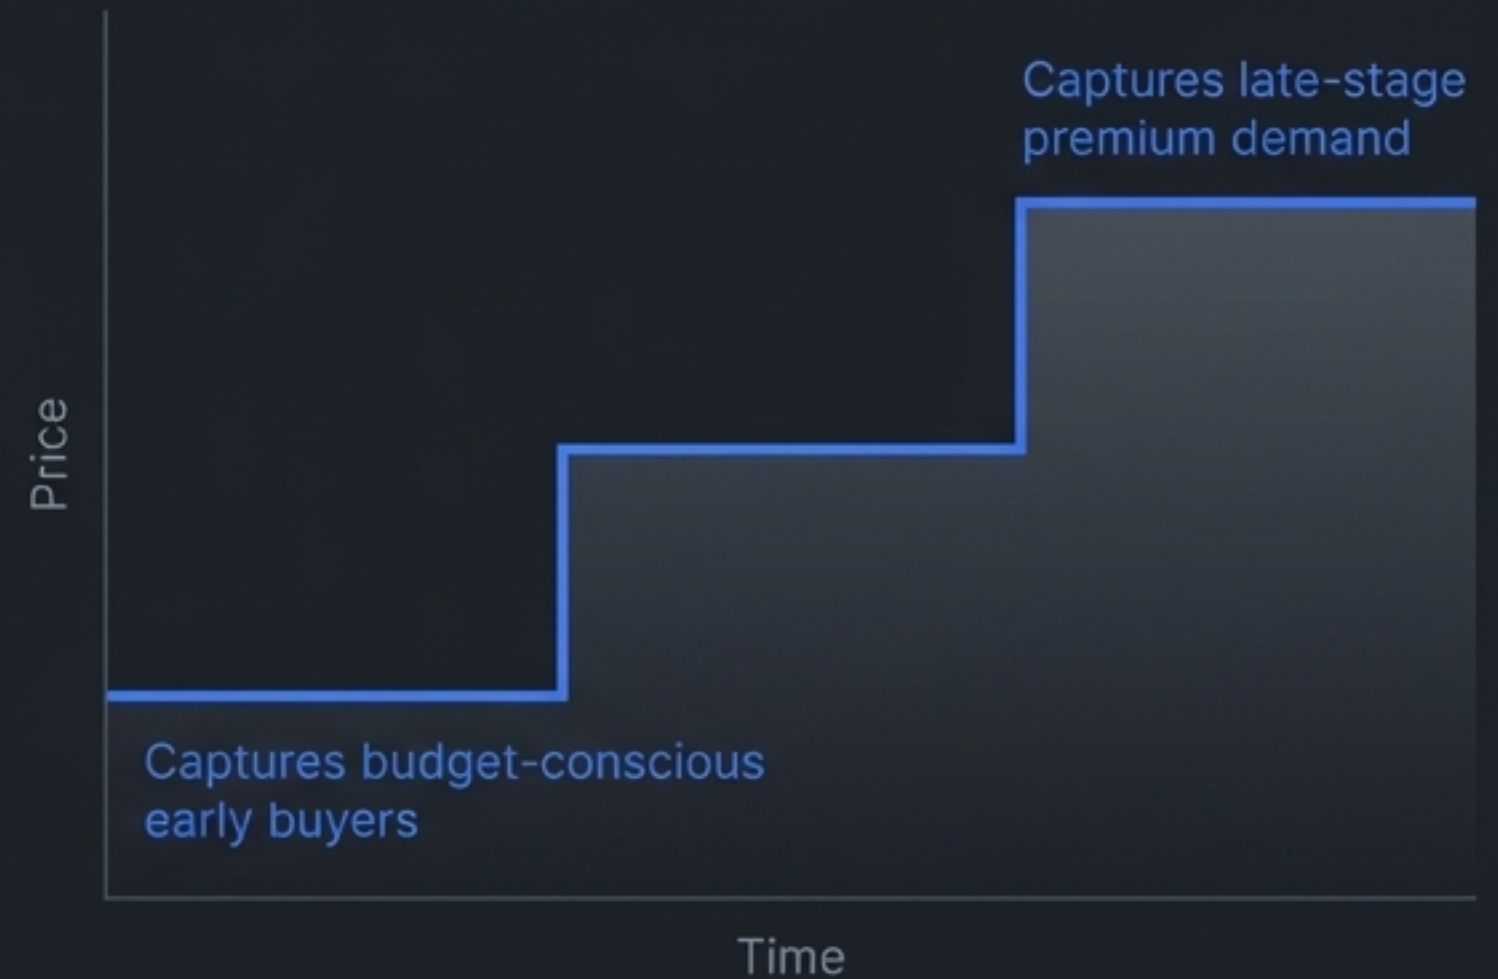 Captures late-stage
premium demand
Price
Captures budget-conscious
early buyers
Time